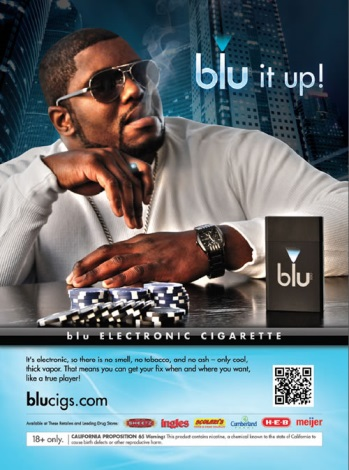 blu it up!
blu
blu ELECTRONIC CIGARETTE
It's electronic, so there is no smell, no tobacco, and no ash – only cool,
thick vapor. That means you can get your fix when and where you want,
like a true player!
blucigs.com
Available at These Retailers and Leading Drug Stores SHEETZ Ingles Cumberland H-E-B meijer
18+ only. CALIFORNIA PROPOSITION 65 Warning: This product contains nicotine, a chemical known to the state of California to
cause birth defects or other reproductive harm.